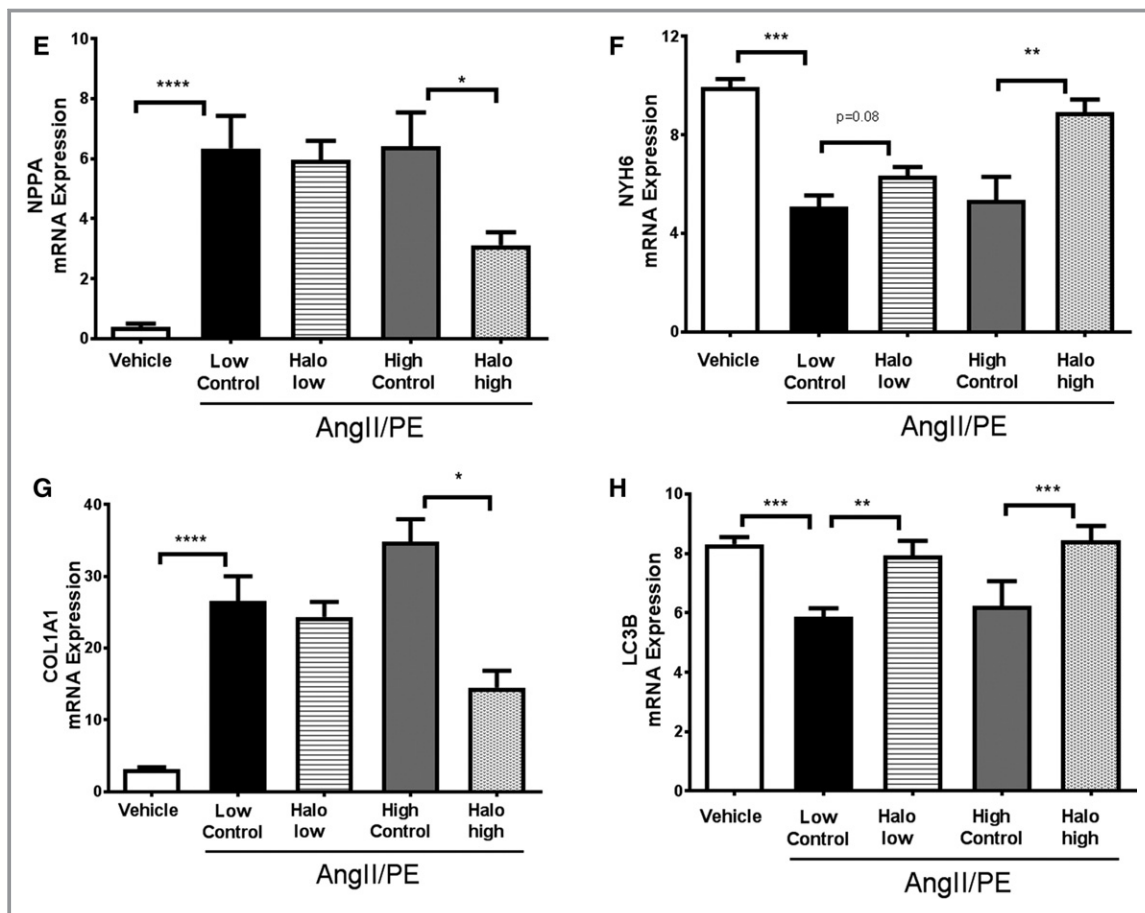 E
10
8
6
4
2
0
NPPA
mRNA Expression
****
*
Vehicle
Low
Control
Halo
low
High
Control
Halo
high
AngII/PE
F
12
8
4
0
NYH6
mRNA Expression
***
p=0.08
**
Vehicle
Low
Control
Halo
low
High
Control
Halo
high
AngII/PE
G
40
30
20
10
0
COL1A1
mRNA Expression
****
*
Vehicle
Low
Control
Halo
low
High
Control
Halo
high
AngII/PE
H
10
8
6
4
2
0
LC3B
mRNA Expression
***
**
***
Vehicle
Low
Control
Halo
low
High
Control
Halo
high
AngII/PE